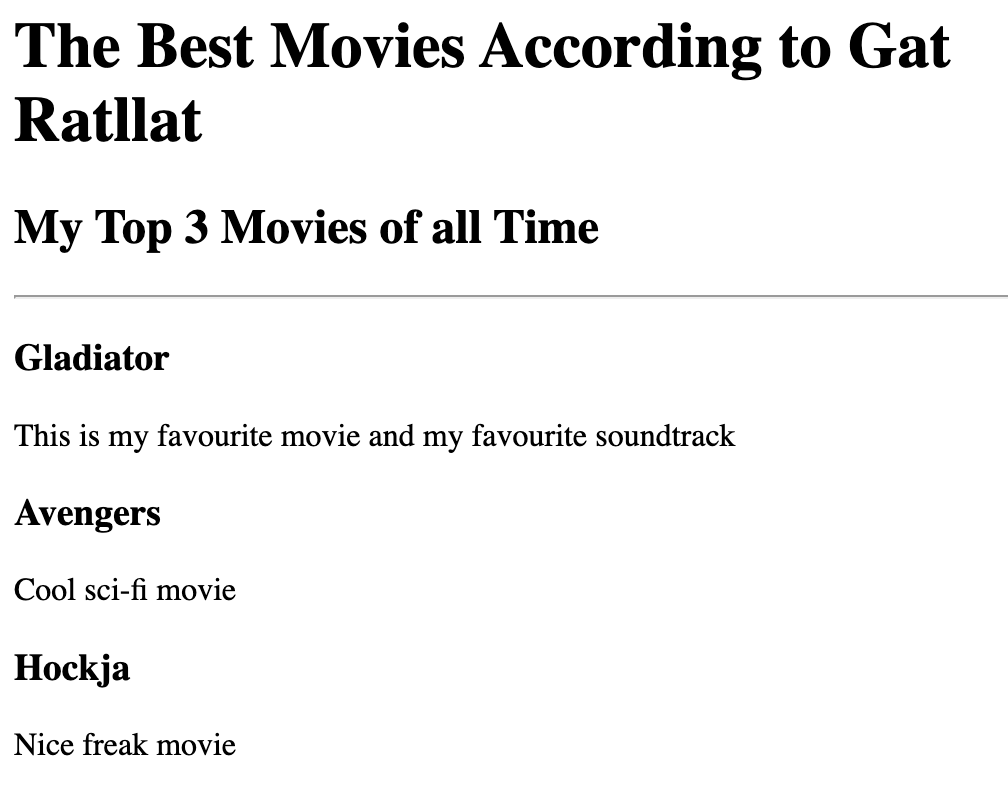 The Best Movies According to Gat
Ratllat
My Top 3 Movies of all Time
Gladiator
This is my favourite movie and my favourite soundtrack
Avengers
Cool sci-fi movie
Hockja
Nice freak movie